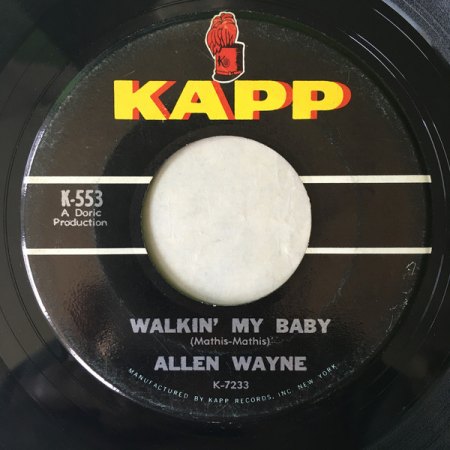 K
KAPP
K-553
A Doric
Production
WALKIN' MY BABY
(Mathis-Mathis)
ALLEN WAYNE
K-7233
MANUFACTURED BY KAPP RECORDS, INC. NEW YORK.